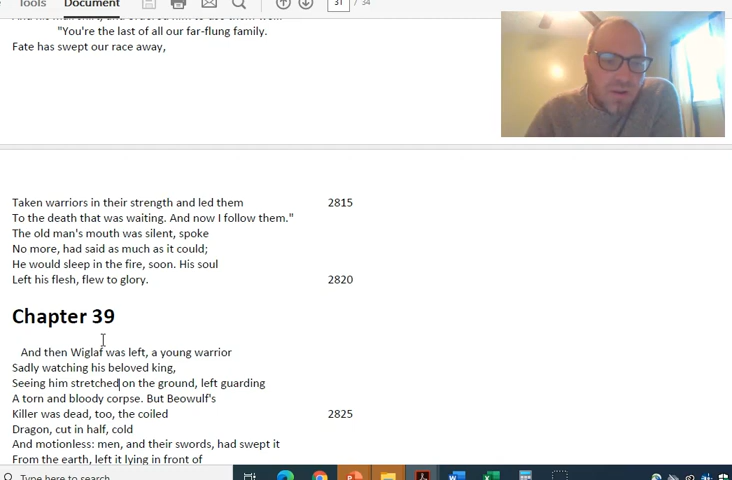 Tools
Document
31 / 34
"You're the last of all our far-flung family.
Fate has swept our race away,
Taken warriors in their strength and led them 2815
To the death that was waiting. And now I follow them."
The old man's mouth was silent, spoke
No more, had said as much as it could;
He would sleep in the fire, soon. His soul
Left his flesh, flew to glory. 2820
Chapter 39
And then Wiglaf was left, a young warrior
Sadly watching his beloved king,
Seeing him stretched on the ground, left guarding
A torn and bloody corpse. But Beowulf's
Killer was dead, too, the coiled 2825
Dragon, cut in half, cold
And motionless: men, and their swords, had swept it
From the earth, left it lying in front of
Type here to search